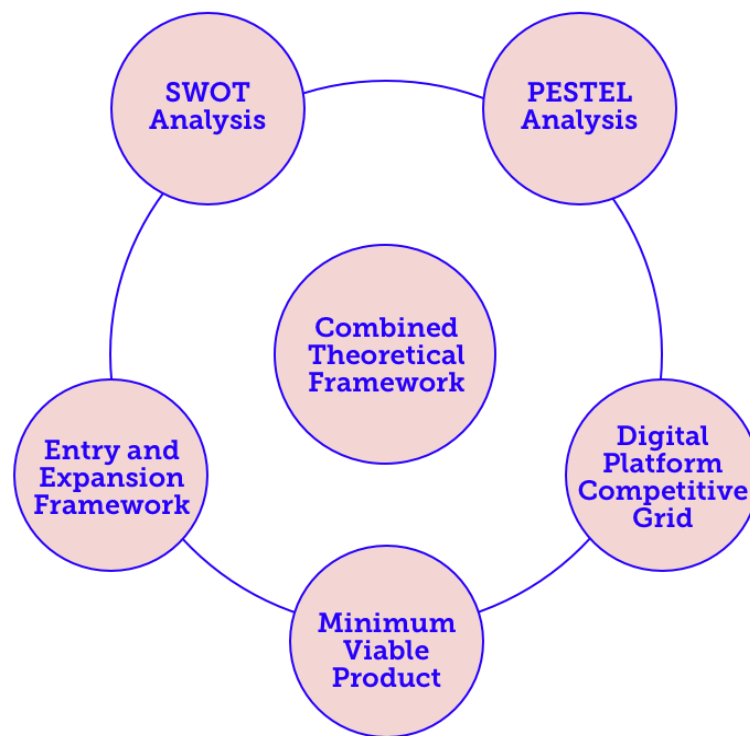 SWOT
Analysis
PESTEL
Analysis
Combined
Theoretical
Framework
Entry and
Expansion
Framework
Digital
Platform
Competitive
Grid
Minimum
Viable
Product